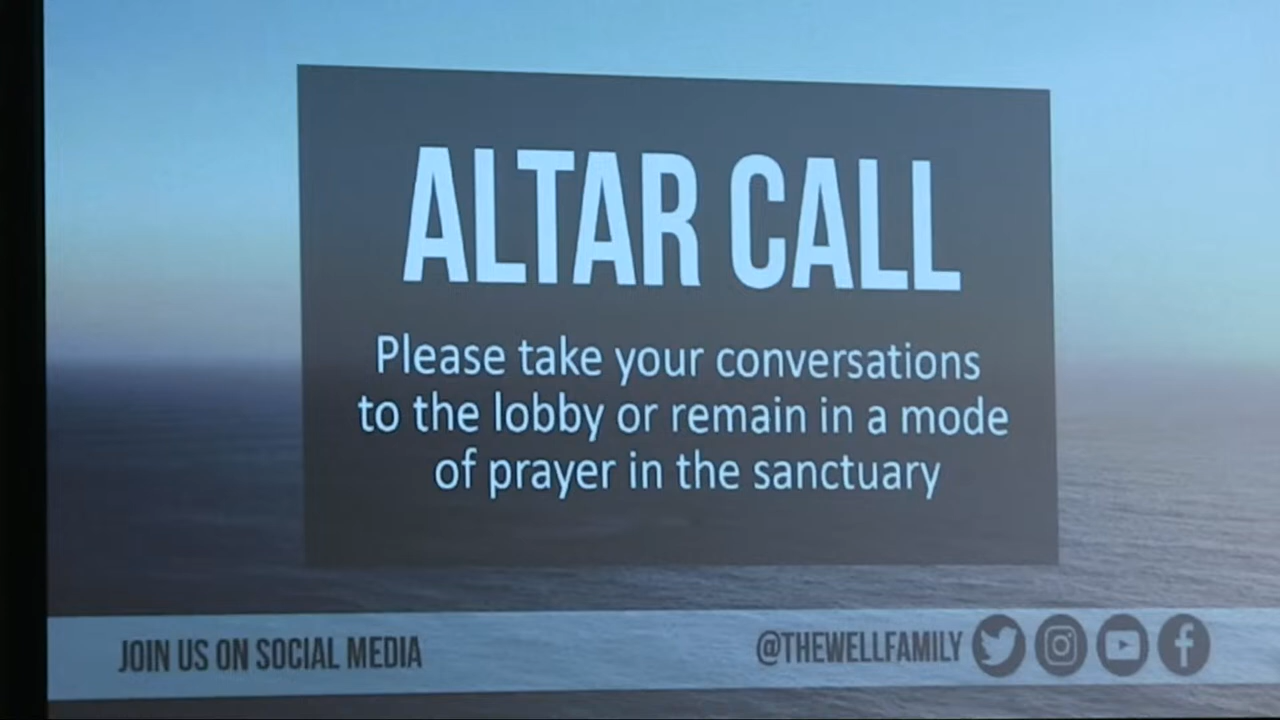 ALTAR CALL
Please take your conversations
to the lobby or remain in a mode
of prayer in the sanctuary
JOIN US ON SOCIAL MEDIA
@THEWELLFAMILY